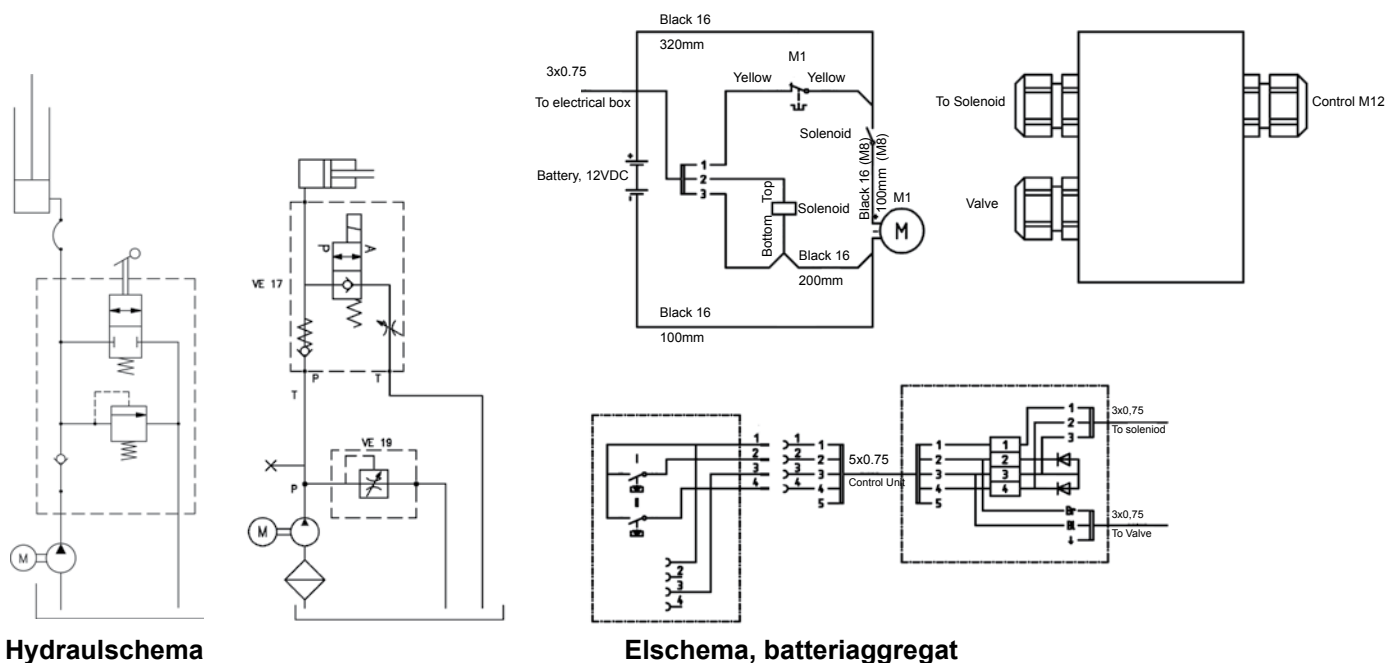 Black 16
320mm
3x0.75
To electrical box
M1
Yellow Yellow
Solenoid
Battery, 12VDC
+
-
1
2
3
Top
Bottom
Solenoid
Black 16 (M8)
100mm (M8)
M1
+
M
Black 16
200mm
Black 16
100mm
To Solenoid
Control M12
Valve
VE 17
P
A
P
T
T
VE 19
P
M
M
I
II
1
2
3
4
1
2
3
4
1
2
3
4
5
2
3
4
5x0.75
Control Unit
1
2
3
4
5
1
2
3
4
1
2
3
3x0,75
To soleniod
Br
Bl
3x0,75
To Valve
Hydraulschema
Elschema, batteriaggregat